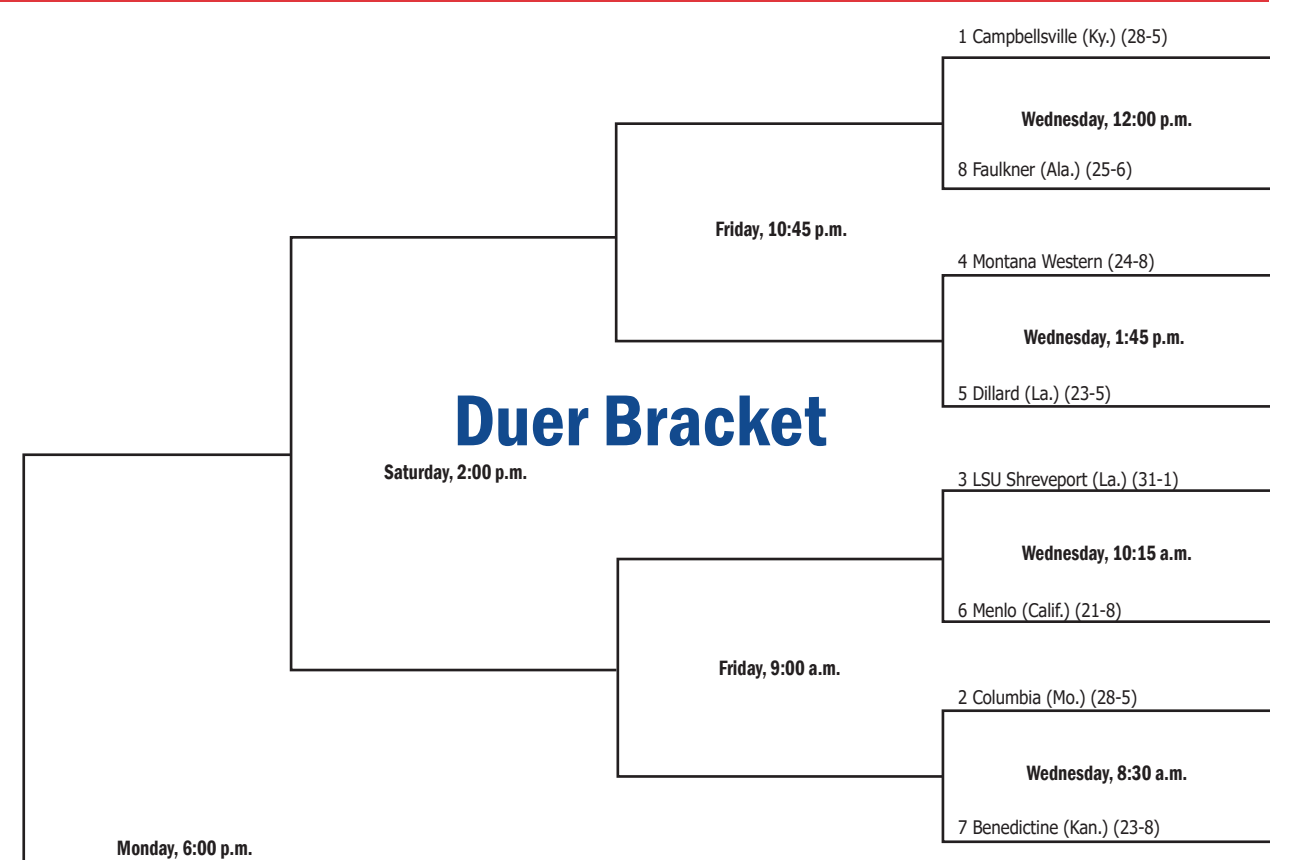 1 Campbellsville (Ky.) (28-5)
Wednesday, 12:00 p.m.
8 Faulkner (Ala.) (25-6)
Friday, 10:45 p.m.
4 Montana Western (24-8)
Wednesday, 1:45 p.m.
5 Dillard (La.) (23-5)
Duer Bracket
Saturday, 2:00 p.m.
3 LSU Shreveport (La.) (31-1)
Wednesday, 10:15 a.m.
6 Menlo (Calif.) (21-8)
Friday, 9:00 a.m.
2 Columbia (Mo.) (28-5)
Wednesday, 8:30 a.m.
7 Benedictine (Kan.) (23-8)
Monday, 6:00 p.m.